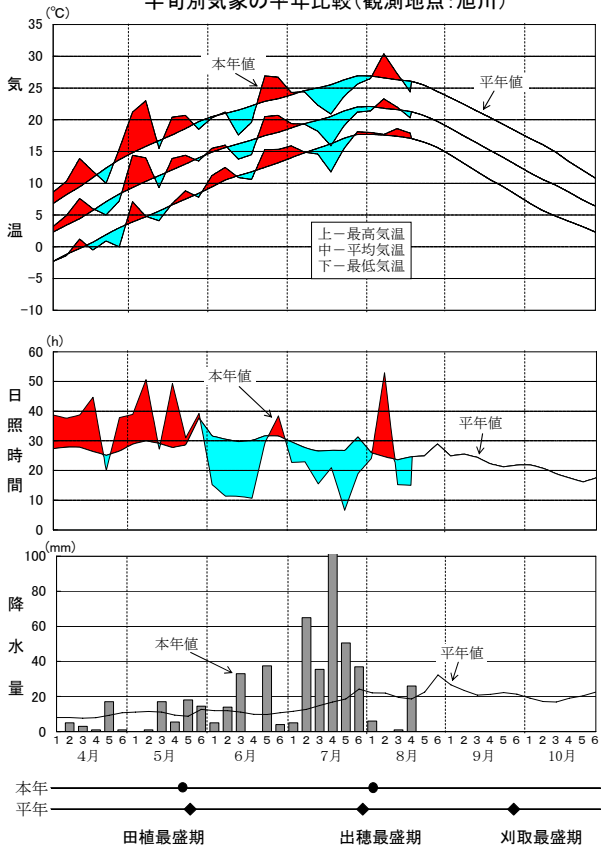 半旬別気象の平年比較(観測地点:旭川)
(℃)
35
30
25
20
15
10
5
0
-5
-10
気温
本年値
平年値
上−最高気温
中−平均気温
下−最低気温
(h)
60
50
40
30
20
10
0
日照時間
本年値
平年値
(mm)
100
80
60
40
20
0
降水量
本年値
平年値
1 2 3 4 5 6 1 2 3 4 5 6 1 2 3 4 5 6 1 2 3 4 5 6 1 2 3 4 5 6 1 2 3 4 5 6 1 2 3 4 5 6
4月 5月 6月 7月 8月 9月 10月
本年
平年
田植最盛期 出穂最盛期 刈取最盛期